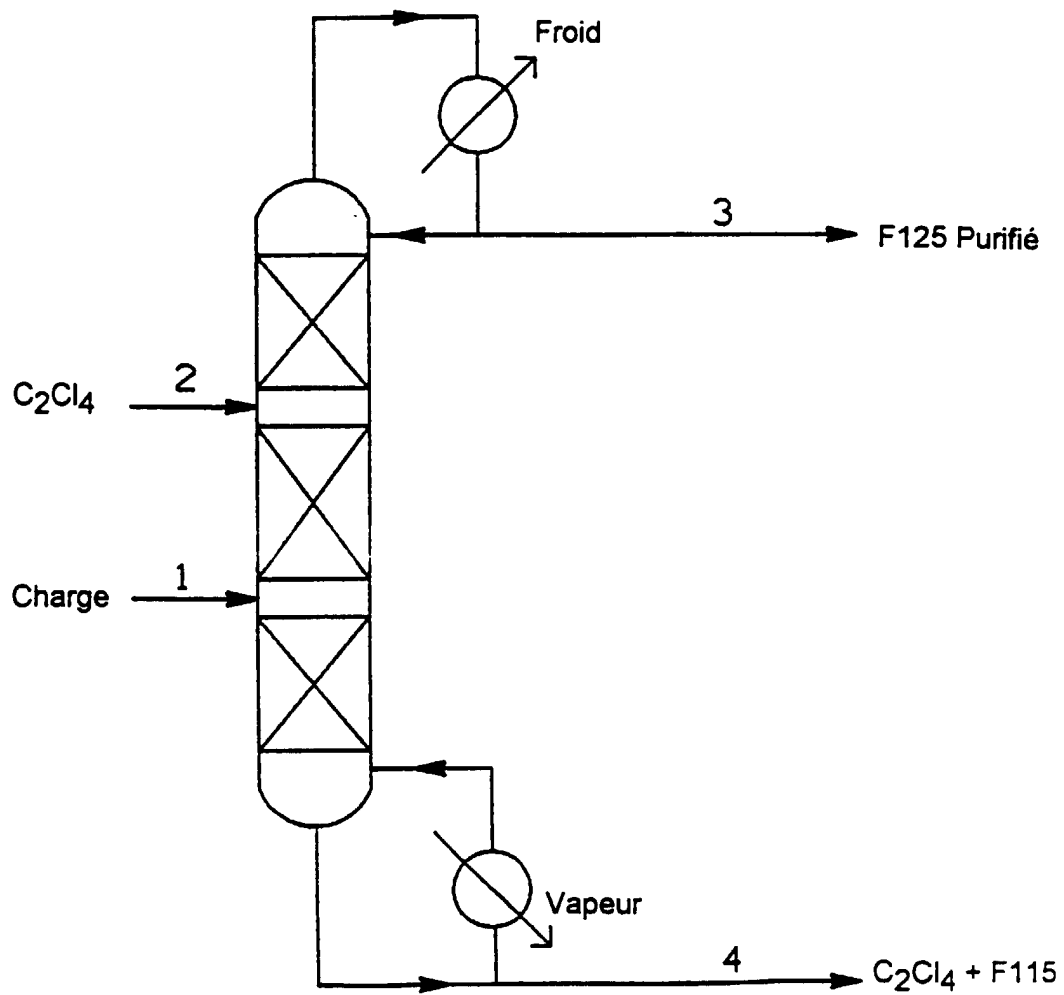 Froid
3
F125 Purifié
C2Cl4
2
Charge
1
Vapeur
4
C2Cl4 + F115